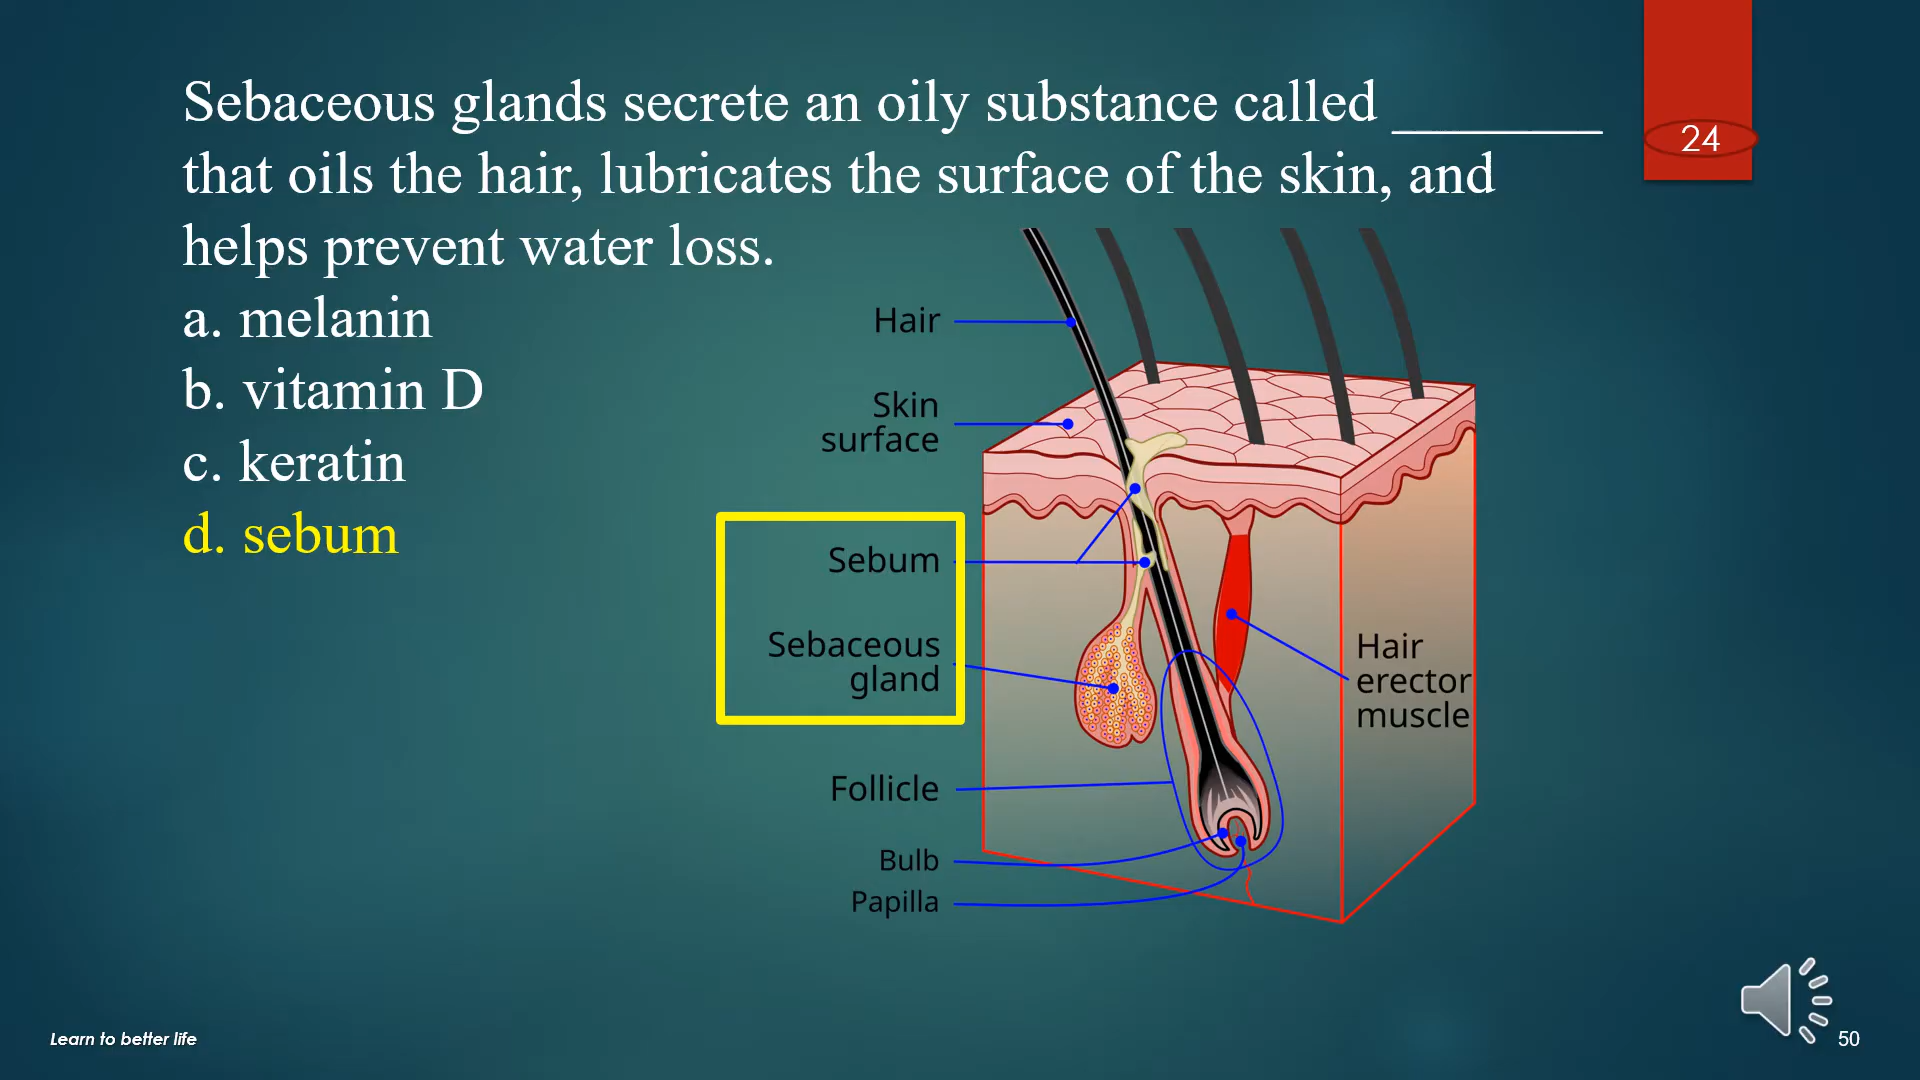 Sebaceous glands secrete an oily substance called _______
that oils the hair, lubricates the surface of the skin, and
helps prevent water loss.
a. melanin
b. vitamin D
c. keratin
d. sebum
24
Hair
Skin
surface
Sebum
Sebaceous
gland
Follicle
Bulb
Papilla
Hair
erector
muscle
Learn to better life
50